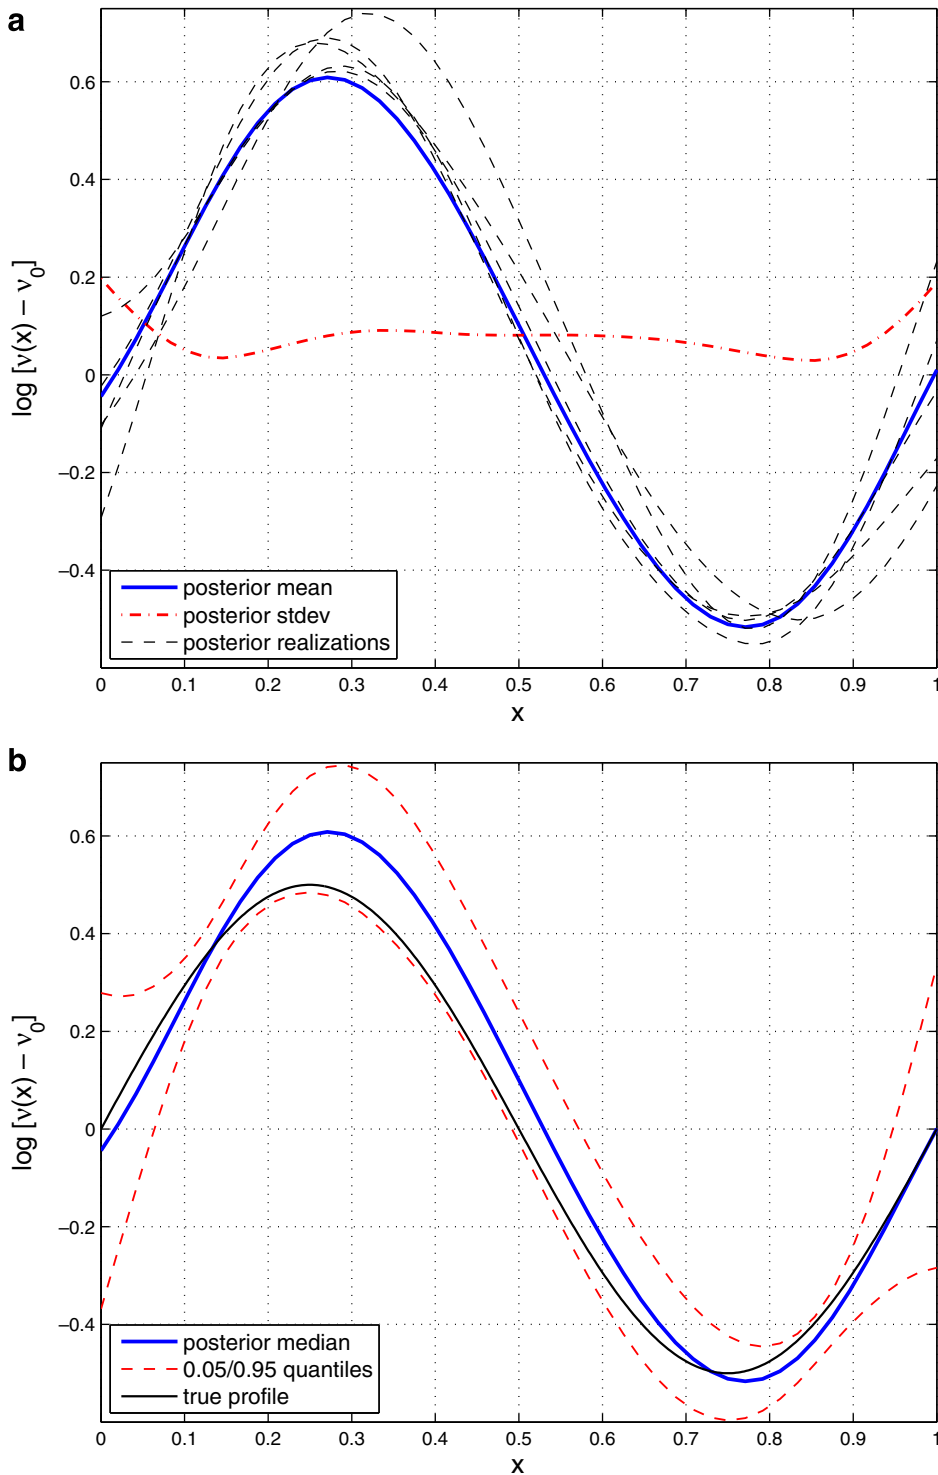 a
0.6
0.4
0.2
0
−0.2
−0.4
−0.6
log [ν(x) − ν₀]
posterior mean
posterior stdev
posterior realizations
0 0.1 0.2 0.3 0.4 0.5 0.6 0.7 0.8 0.9 1
x
b
0.6
0.4
0.2
0
−0.2
−0.4
log [ν(x) − ν₀]
posterior median
0.05/0.95 quantiles
true profile
0 0.1 0.2 0.3 0.4 0.5 0.6 0.7 0.8 0.9 1
x